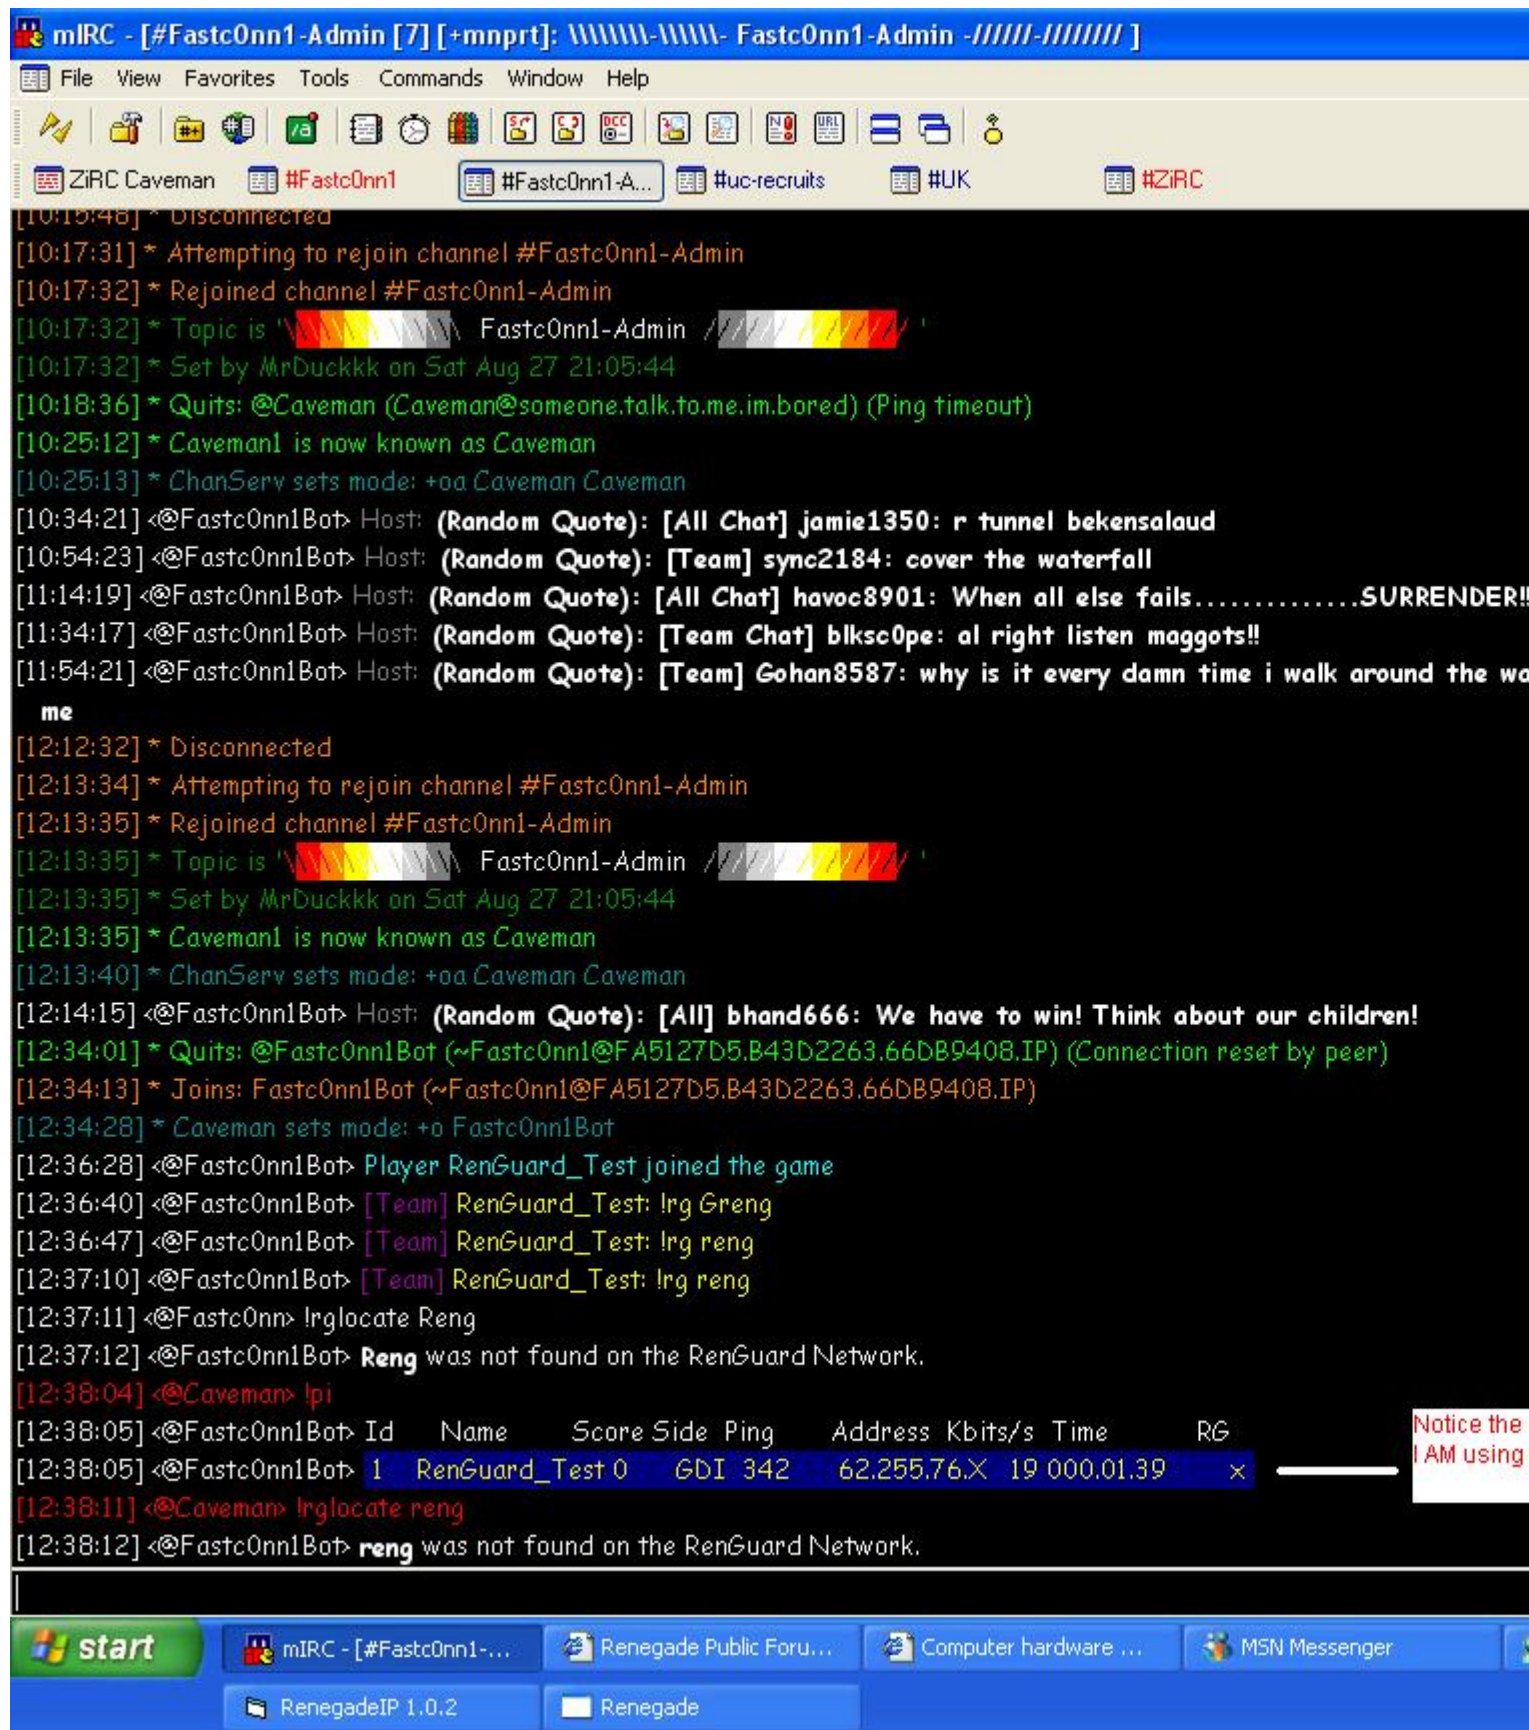 mIRC - [#Fastc0nn1-Admin [7] [+mnprt]: \\\\\\\\-\\\\\\- Fastc0nn1-Admin -//////-//////// ]
File View Favorites Tools Commands Window Help
ZiRC Caveman #Fastc0nn1 #Fastc0nn1-A... #uc-recruits #UK #ZiRC
[10:15:48] * Disconnected
[10:17:31] * Attempting to rejoin channel #Fastc0nn1-Admin
[10:17:32] * Rejoined channel #Fastc0nn1-Admin
[10:17:32] * Topic is '\\\\\\\\ \\\\\\ Fastc0nn1-Admin ////// //////// '
[10:17:32] * Set by MrDuckkk on Sat Aug 27 21:05:44
[10:18:36] * Quits: @Caveman (Caveman@someone.talk.to.me.im.bored) (Ping timeout)
[10:25:12] * Caveman1 is now known as Caveman
[10:25:13] * ChanServ sets mode: +oa Caveman Caveman
[10:34:21] <@Fastc0nn1Bot> Host: (Random Quote): [All Chat] jamie1350: r tunnel bekensalaud
[10:54:23] <@Fastc0nn1Bot> Host: (Random Quote): [Team] sync2184: cover the waterfall
[11:14:19] <@Fastc0nn1Bot> Host: (Random Quote): [All Chat] havoc8901: When all else fails..............SURRENDER!!
[11:34:17] <@Fastc0nn1Bot> Host: (Random Quote): [Team Chat] blksc0pe: al right listen maggots!!
[11:54:21] <@Fastc0nn1Bot> Host: (Random Quote): [Team] Gohan8587: why is it every damn time i walk around the wa
me
[12:12:32] * Disconnected
[12:13:34] * Attempting to rejoin channel #Fastc0nn1-Admin
[12:13:35] * Rejoined channel #Fastc0nn1-Admin
[12:13:35] * Topic is '\\\\\\\\ \\\\\\ Fastc0nn1-Admin ////// //////// '
[12:13:35] * Set by MrDuckkk on Sat Aug 27 21:05:44
[12:13:35] * Caveman1 is now known as Caveman
[12:13:40] * ChanServ sets mode: +oa Caveman Caveman
[12:14:15] <@Fastc0nn1Bot> Host: (Random Quote): [All] bhand666: We have to win! Think about our children!
[12:34:01] * Quits: @Fastc0nn1Bot (~Fastc0nn1@FA5127D5.B43D2263.66DB9408.IP) (Connection reset by peer)
[12:34:13] * Joins: Fastc0nn1Bot (~Fastc0nn1@FA5127D5.B43D2263.66DB9408.IP)
[12:34:28] * Caveman sets mode: +o Fastc0nn1Bot
[12:36:28] <@Fastc0nn1Bot> Player RenGuard_Test joined the game
[12:36:40] <@Fastc0nn1Bot> [Team] RenGuard_Test: !rg Greng
[12:36:47] <@Fastc0nn1Bot> [Team] RenGuard_Test: !rg reng
[12:37:10] <@Fastc0nn1Bot> [Team] RenGuard_Test: !rg reng
[12:37:11] <@Fastc0nn> !rglocate Reng
[12:37:12] <@Fastc0nn1Bot> Reng was not found on the RenGuard Network.
[12:38:04] <@Caveman> !pi
[12:38:05] <@Fastc0nn1Bot> Id Name Score Side Ping Address Kbits/s Time RG
[12:38:05] <@Fastc0nn1Bot> 1 RenGuard_Test 0 GDI 342 62.255.76.X 19 000.01.39 x
Notice the
I AM using
[12:38:11] <@Caveman> !rglocate reng
[12:38:12] <@Fastc0nn1Bot> reng was not found on the RenGuard Network.
start mIRC - [#Fastc0nn1-... Renegade Public Foru... Computer hardware ... MSN Messenger
RenegadeIP 1.0.2 Renegade